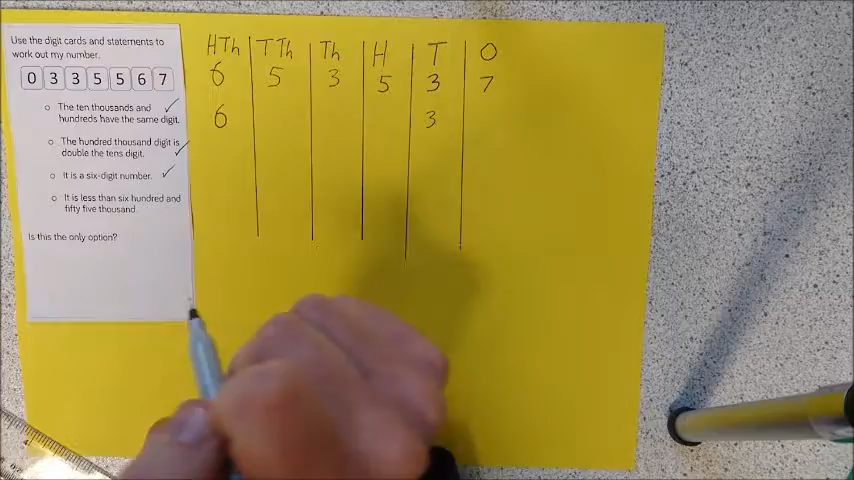 Use the digit cards and statements to
work out my number.
0 3 3 5 5 6 7
The ten thousands and
hundreds have the same digit.
The hundred thousand digit is
double the tens digit.
It is a six-digit number.
It is less than six hundred and
fifty five thousand.
Is this the only option?
HTh TTh Th H T O
6 5 3 5 3 7
6 3